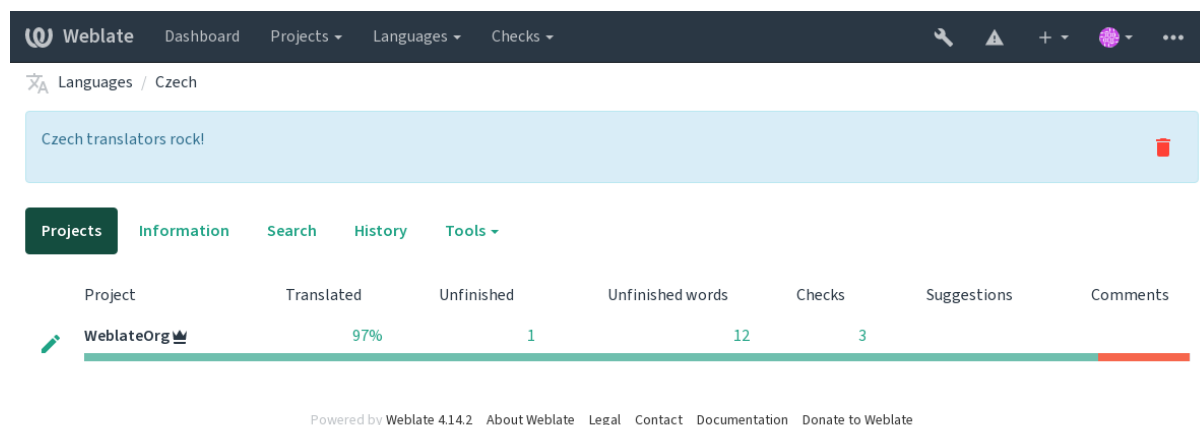 Weblate Dashboard Projects Languages Checks
Languages / Czech
Czech translators rock!
Projects Information Search History Tools
Project Translated Unfinished Unfinished words Checks Suggestions Comments
WeblateOrg 97% 1 12 3
Powered by Weblate 4.14.2 About Weblate Legal Contact Documentation Donate to Weblate